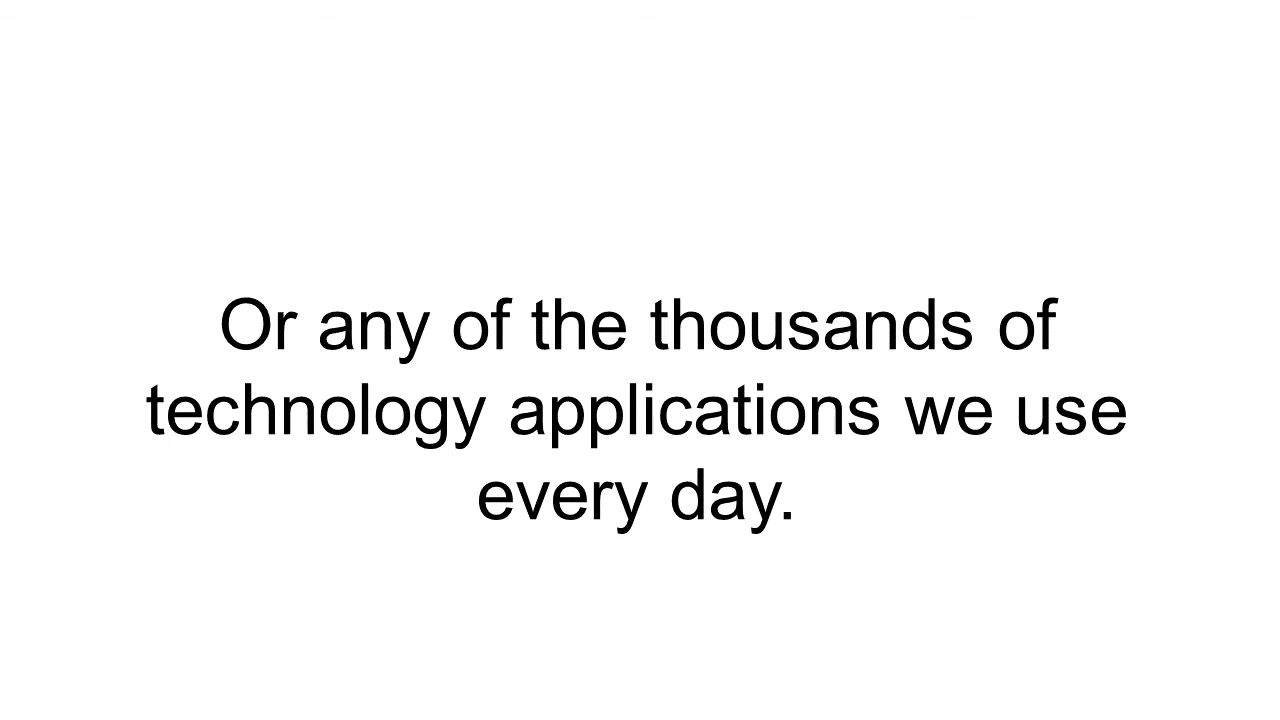 Or any of the thousands of
technology applications we use
every day.